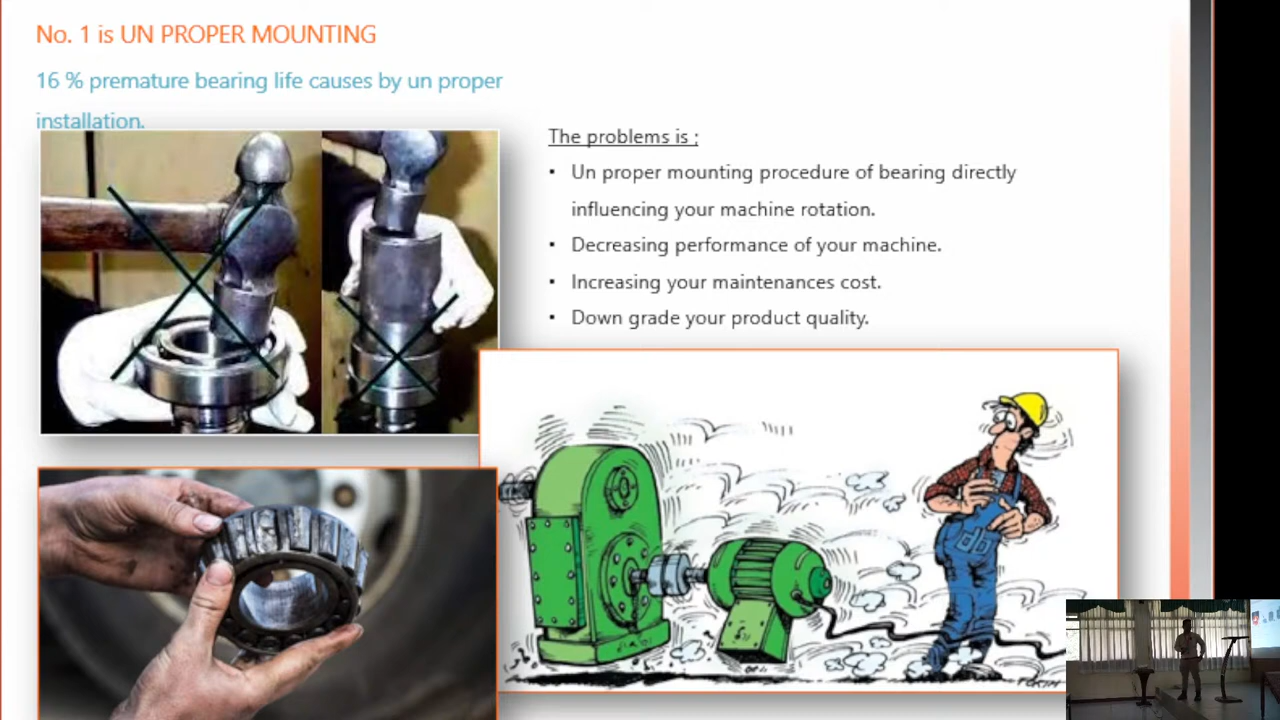 No. 1 is UN PROPER MOUNTING
16 % premature bearing life causes by un proper
installation.
The problems is ;
▪ Un proper mounting procedure of bearing directly
influencing your machine rotation.
▪ Decreasing performance of your machine.
▪ Increasing your maintenances cost.
▪ Down grade your product quality.